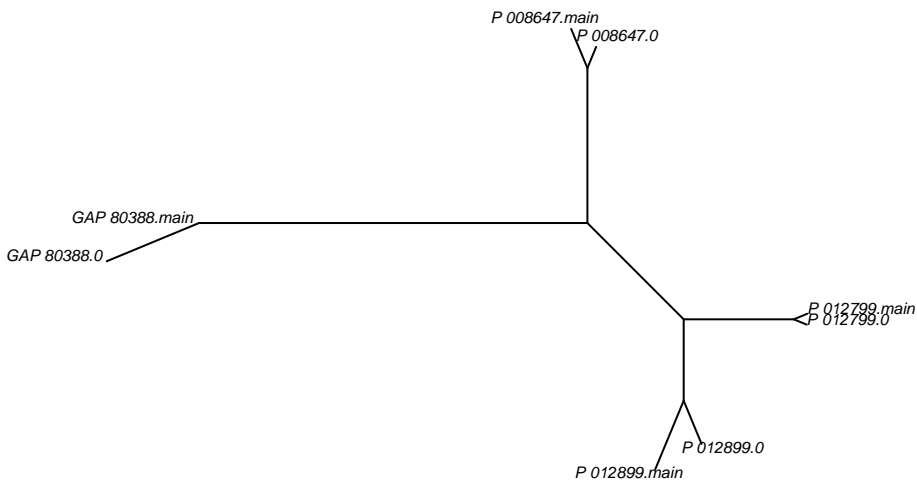 P 008647.main
P 008647.0
GAP 80388.main
GAP 80388.0
P 012799.main
P 012799.0
P 012899.0
P 012899.main